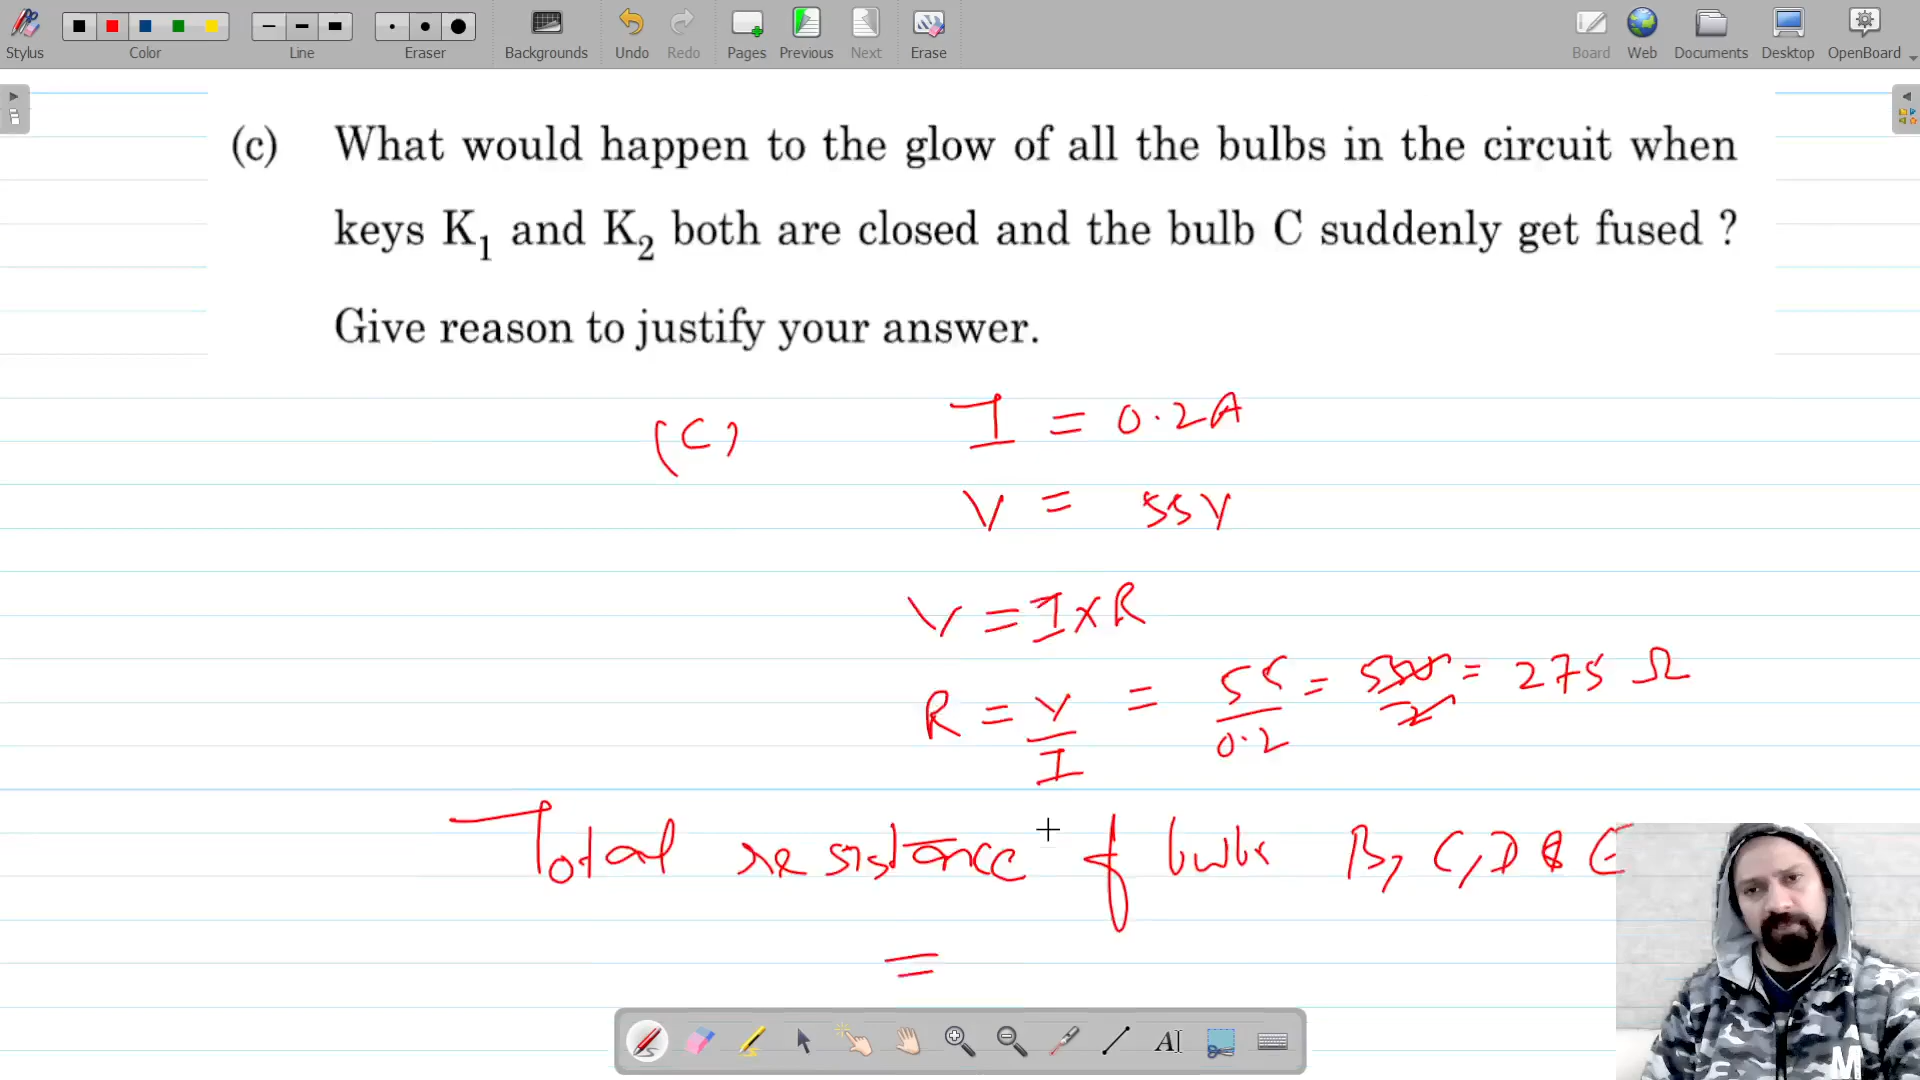 Stylus
Color
Line
Eraser
Backgrounds
Undo
Redo
Pages
Previous
Next
Erase
Board
Web
Documents
Desktop
OpenBoard
(c) What would happen to the glow of all the bulbs in the circuit when
keys K₁ and K₂ both are closed and the bulb C suddenly get fused ?
Give reason to justify your answer.
(C) I = 0.2A
V = 55V
V = I×R
R = V/I = 55/0.2 = 550/2 = 275 Ω
Total resistance of bulbs B, C, D & E
=
AI
M